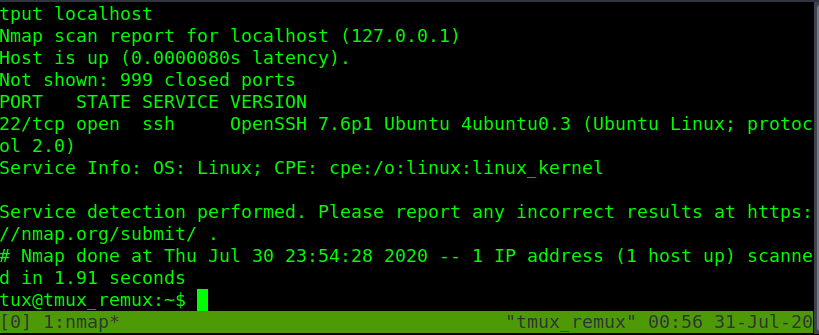 tput localhost
Nmap scan report for localhost (127.0.0.1)
Host is up (0.0000080s latency).
Not shown: 999 closed ports
PORT   STATE SERVICE VERSION
22/tcp open  ssh     OpenSSH 7.6p1 Ubuntu 4ubuntu0.3 (Ubuntu Linux; protoc
ol 2.0)
Service Info: OS: Linux; CPE: cpe:/o:linux:linux_kernel

Service detection performed. Please report any incorrect results at https:
//nmap.org/submit/ .
# Nmap done at Thu Jul 30 23:54:28 2020 -- 1 IP address (1 host up) scanne
d in 1.91 seconds
tux@tmux_remux:~$
[0] 1:nmap* "tmux_remux" 00:56 31-Jul-20